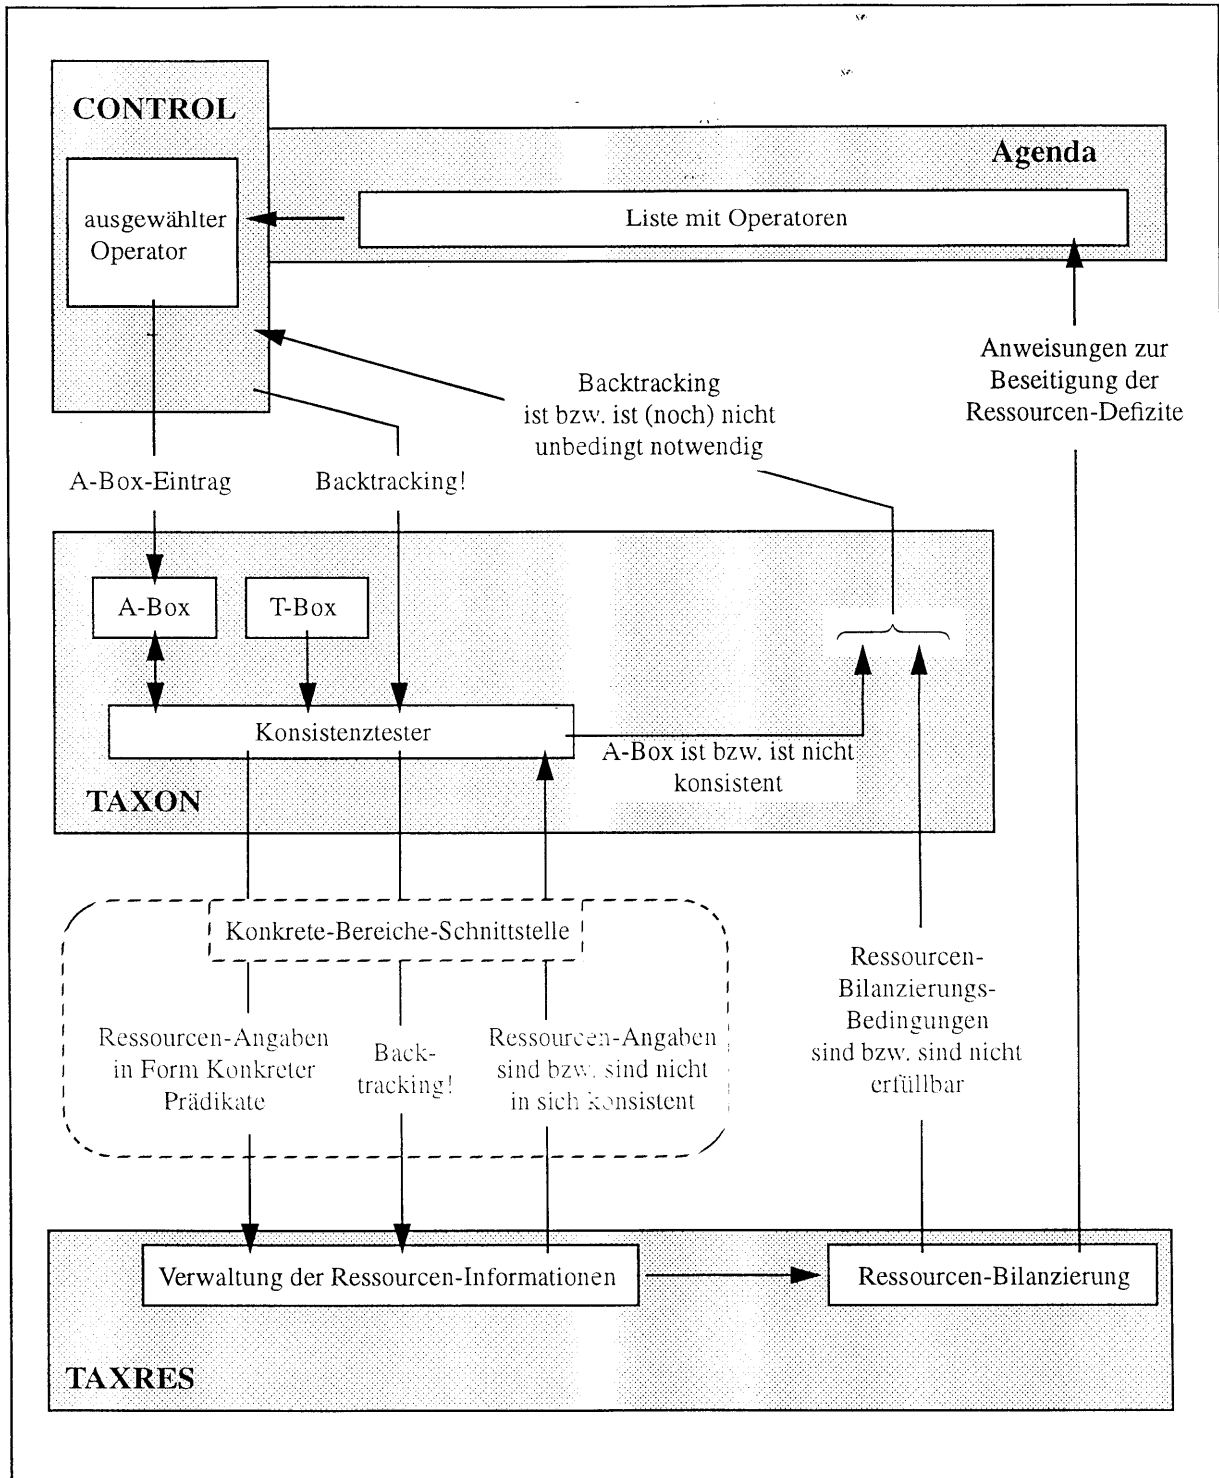 CONTROL
Agenda
ausgewählter
Operator
Liste mit Operatoren
Anweisungen zur
Beseitigung der
Ressourcen-Defizite
Backtracking
ist bzw. ist (noch) nicht
unbedingt notwendig
A-Box-Eintrag
Backtracking!
A-Box
T-Box
Konsistenztester
A-Box ist bzw. ist nicht
konsistent
TAXON
Konkrete-Bereiche-Schnittstelle
Ressourcen-Angaben
in Form Konkreter
Prädikate
Back-
tracking!
Ressourcen-Angaben
sind bzw. sind nicht
in sich konsistent
Ressourcen-
Bilanzierungs-
Bedingungen
sind bzw. sind nicht
erfüllbar
Verwaltung der Ressourcen-Informationen
Ressourcen-Bilanzierung
TAXRES